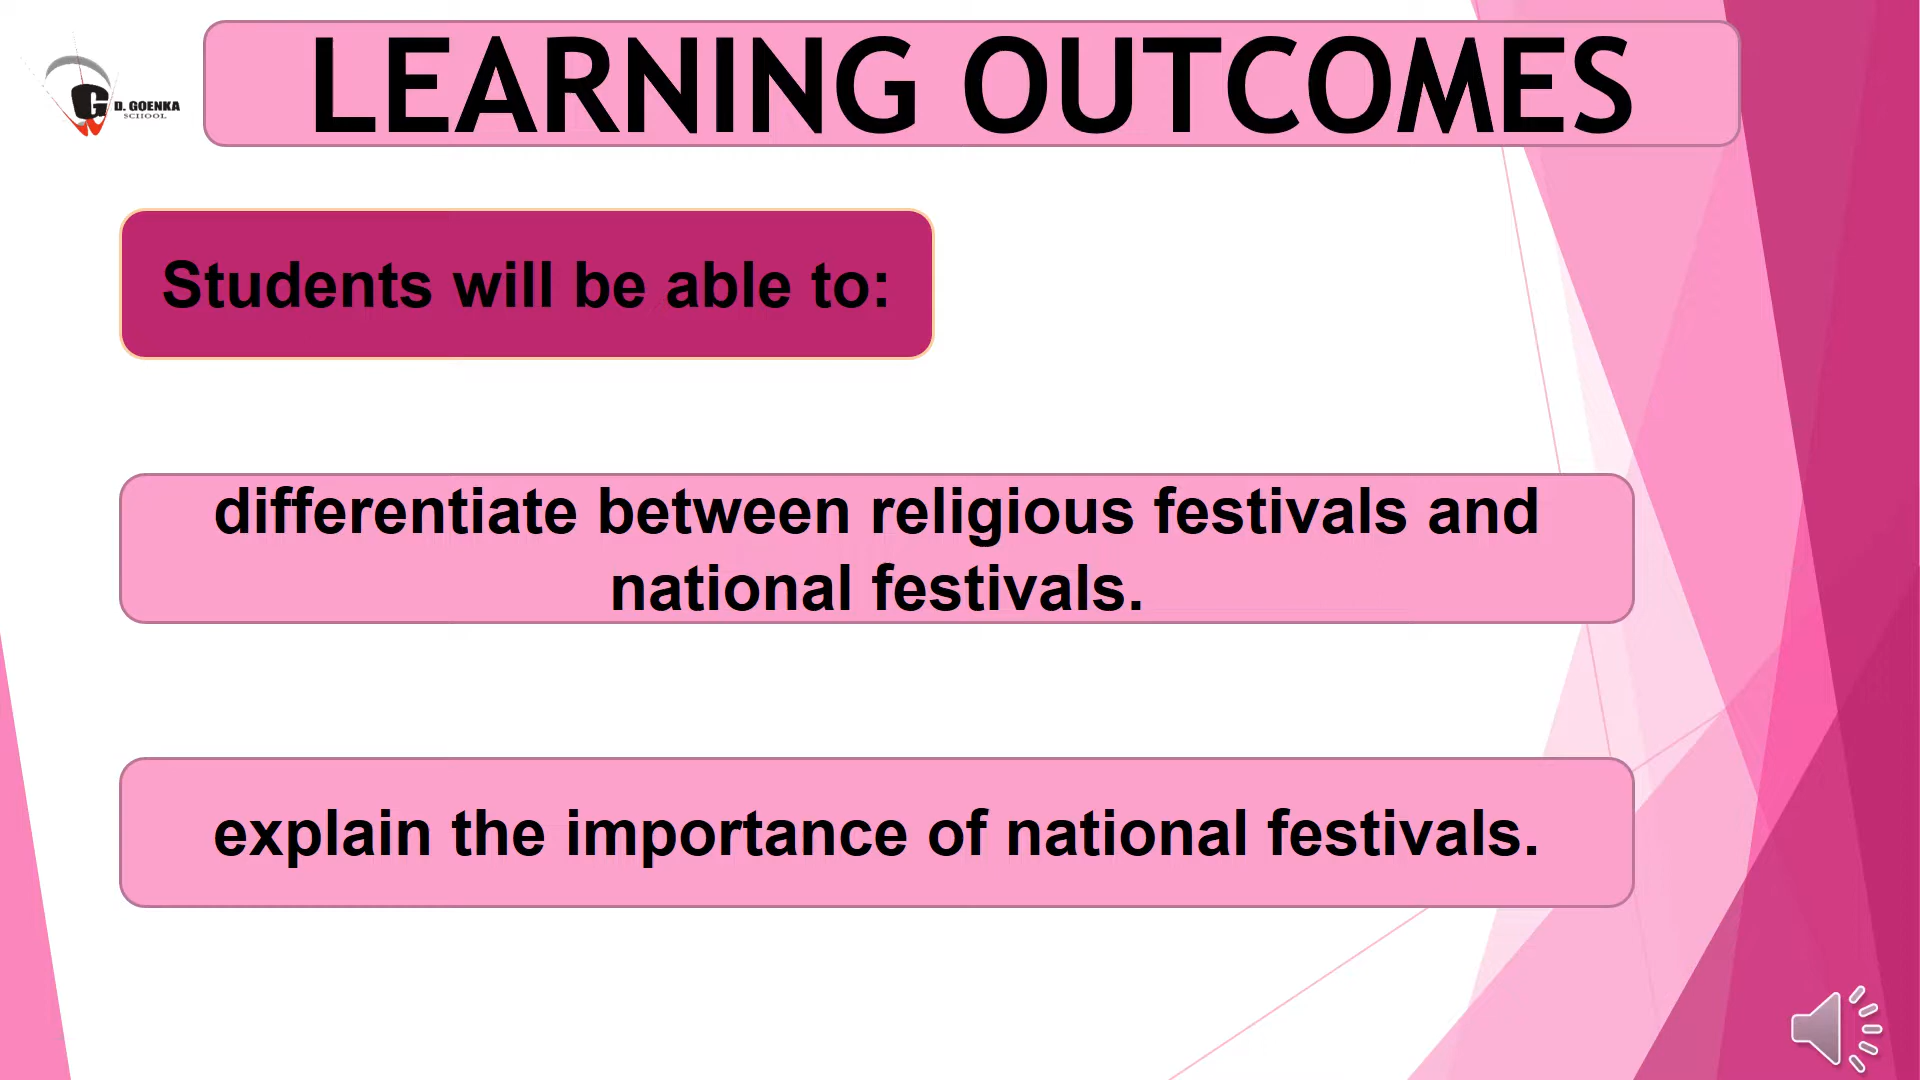 LEARNING OUTCOMES
G D. GOENKA
SCHOOL
Students will be able to:
differentiate between religious festivals and
national festivals.
explain the importance of national festivals.